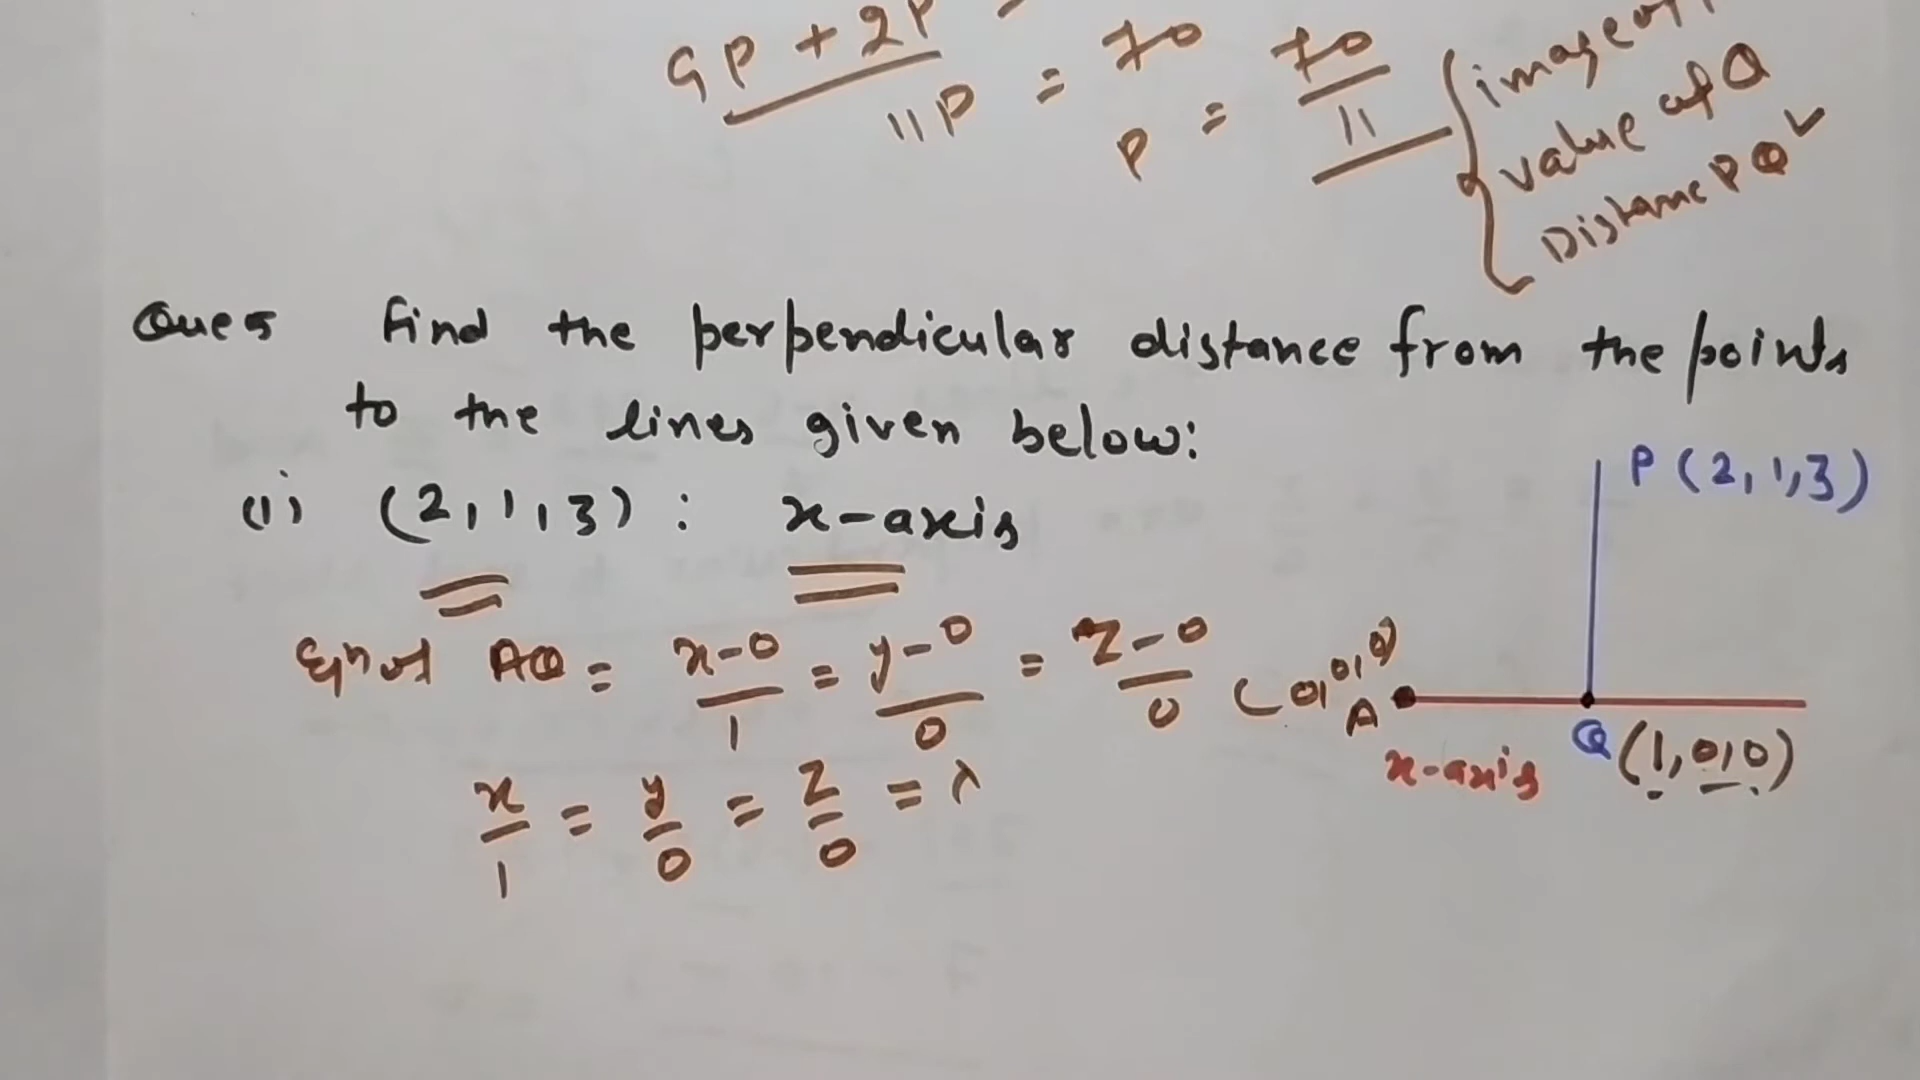 9P + 2P =
11P = 70
P = 70/11
image of
value of Q
Distance PQ ✓
Ques Find the perpendicular distance from the points
to the lines given below:
(i) (2,1,3) : x-axis
P (2,1,3)
Eqn of AQ = x-0/1 = y-0/0 = z-0/0
(0,0,0)
A
x-axis
Q (1,0,0)
x/1 = y/0 = z/0 = λ